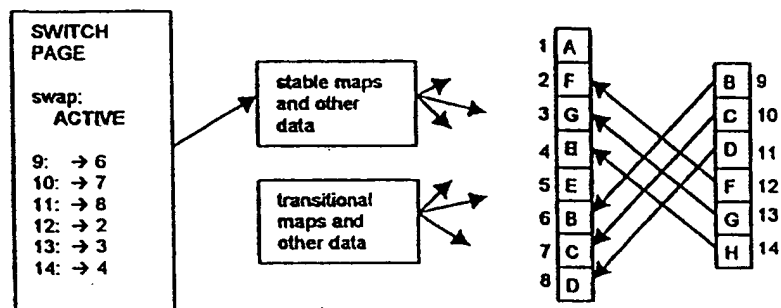 SWITCH
PAGE
swap:
ACTIVE
9: → 6
10: → 7
11: → 8
12: → 2
13: → 3
14: → 4
stable maps
and other
data
transitional
maps and
other data
1 A
2 F
3 G
4 H
5 E
6 B
7 C
8 D
B 9
C 10
D 11
F 12
G 13
H 14